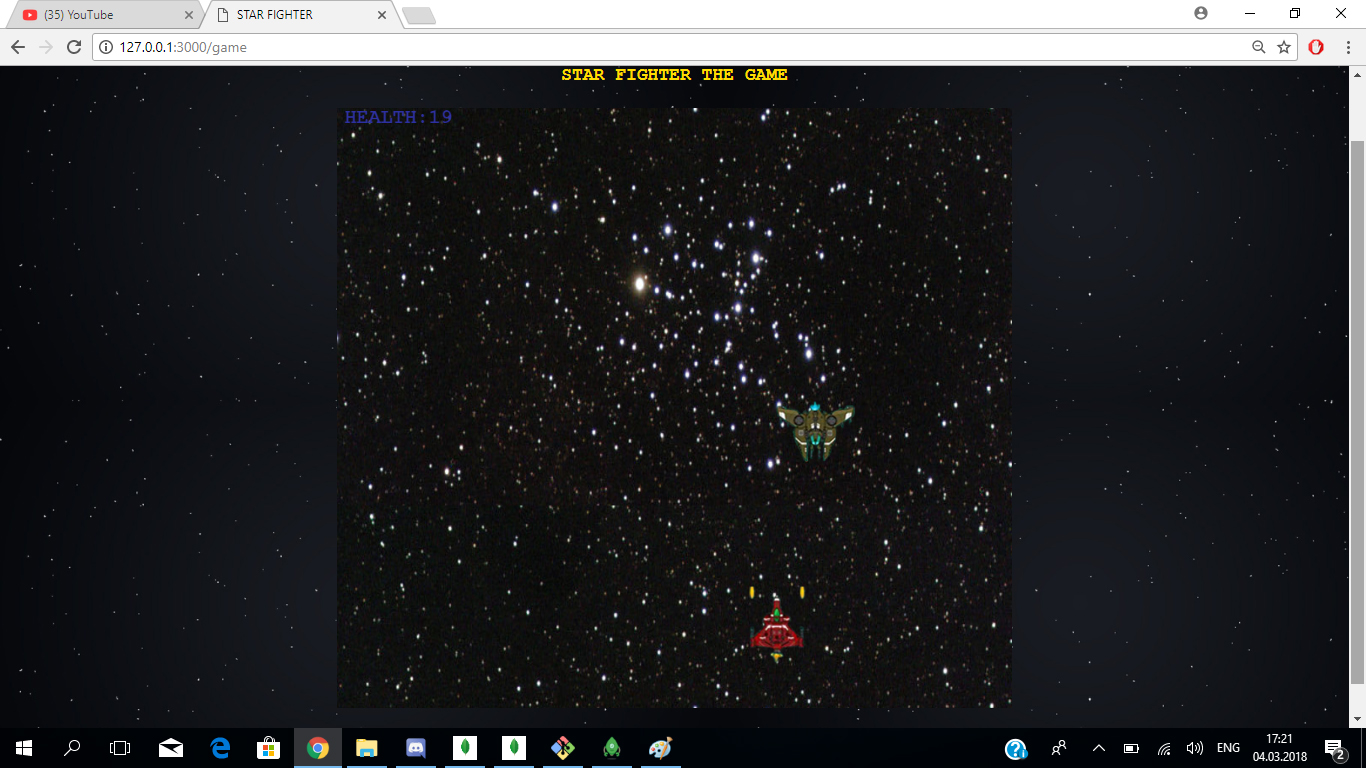 (35) YouTube
STAR FIGHTER
127.0.0.1:3000/game
STAR FIGHTER THE GAME
HEALTH:19
ENG
17:21
04.03.2018
2